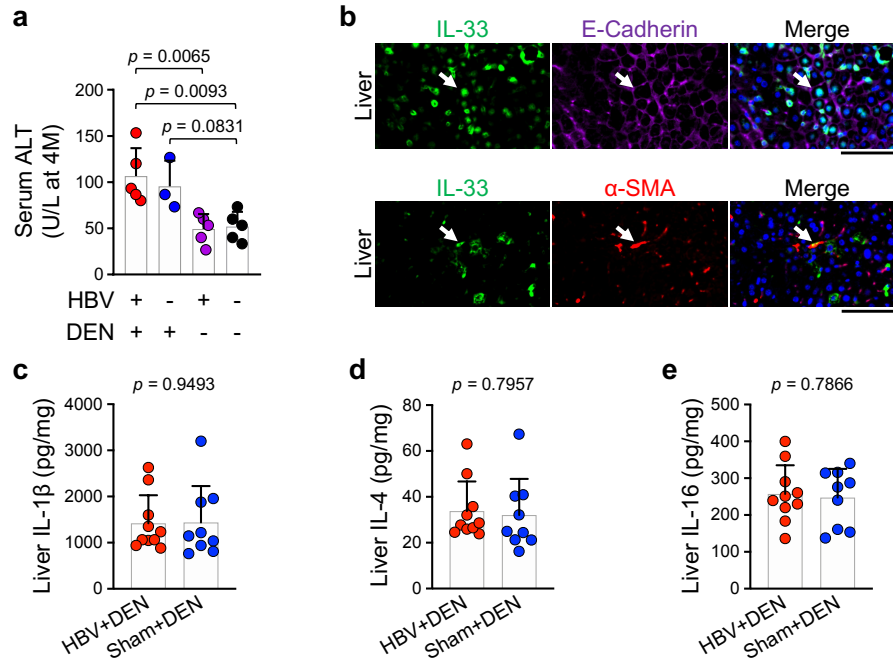 a
p = 0.0065
p = 0.0093
p = 0.0831
Serum ALT
(U/L at 4M)
200
150
100
50
0
HBV + - + -
DEN + + - -
b
IL-33 E-Cadherin Merge
Liver
IL-33 α-SMA Merge
Liver
c
p = 0.9493
Liver IL-1β (pg/mg)
4000
3000
2000
1000
0
HBV+DEN
Sham+DEN
d
p = 0.7957
Liver IL-4 (pg/mg)
80
60
40
20
0
HBV+DEN
Sham+DEN
e
p = 0.7866
Liver IL-16 (pg/mg)
500
400
300
200
100
0
HBV+DEN
Sham+DEN